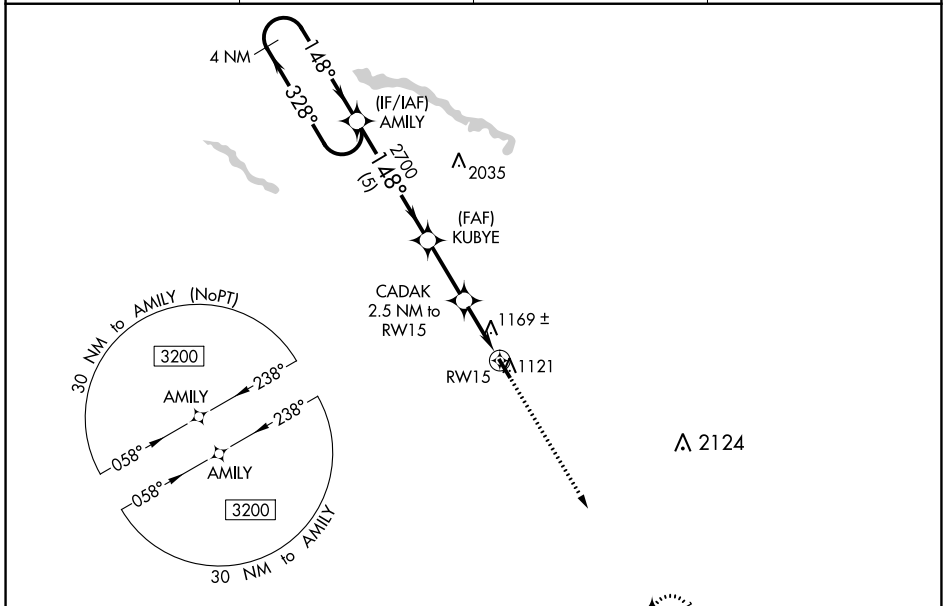 4 NM
148°
328°
(IF/IAF)
AMILY
2700
148°
(5)
2035
(FAF)
KUBYE
CADAK
2.5 NM to
RW15
1169 ±
RW15
1121
2124
30 NM to AMILY (NoPT)
3200
AMILY
238°
058°
238°
058°
AMILY
3200
30 NM to AMILY